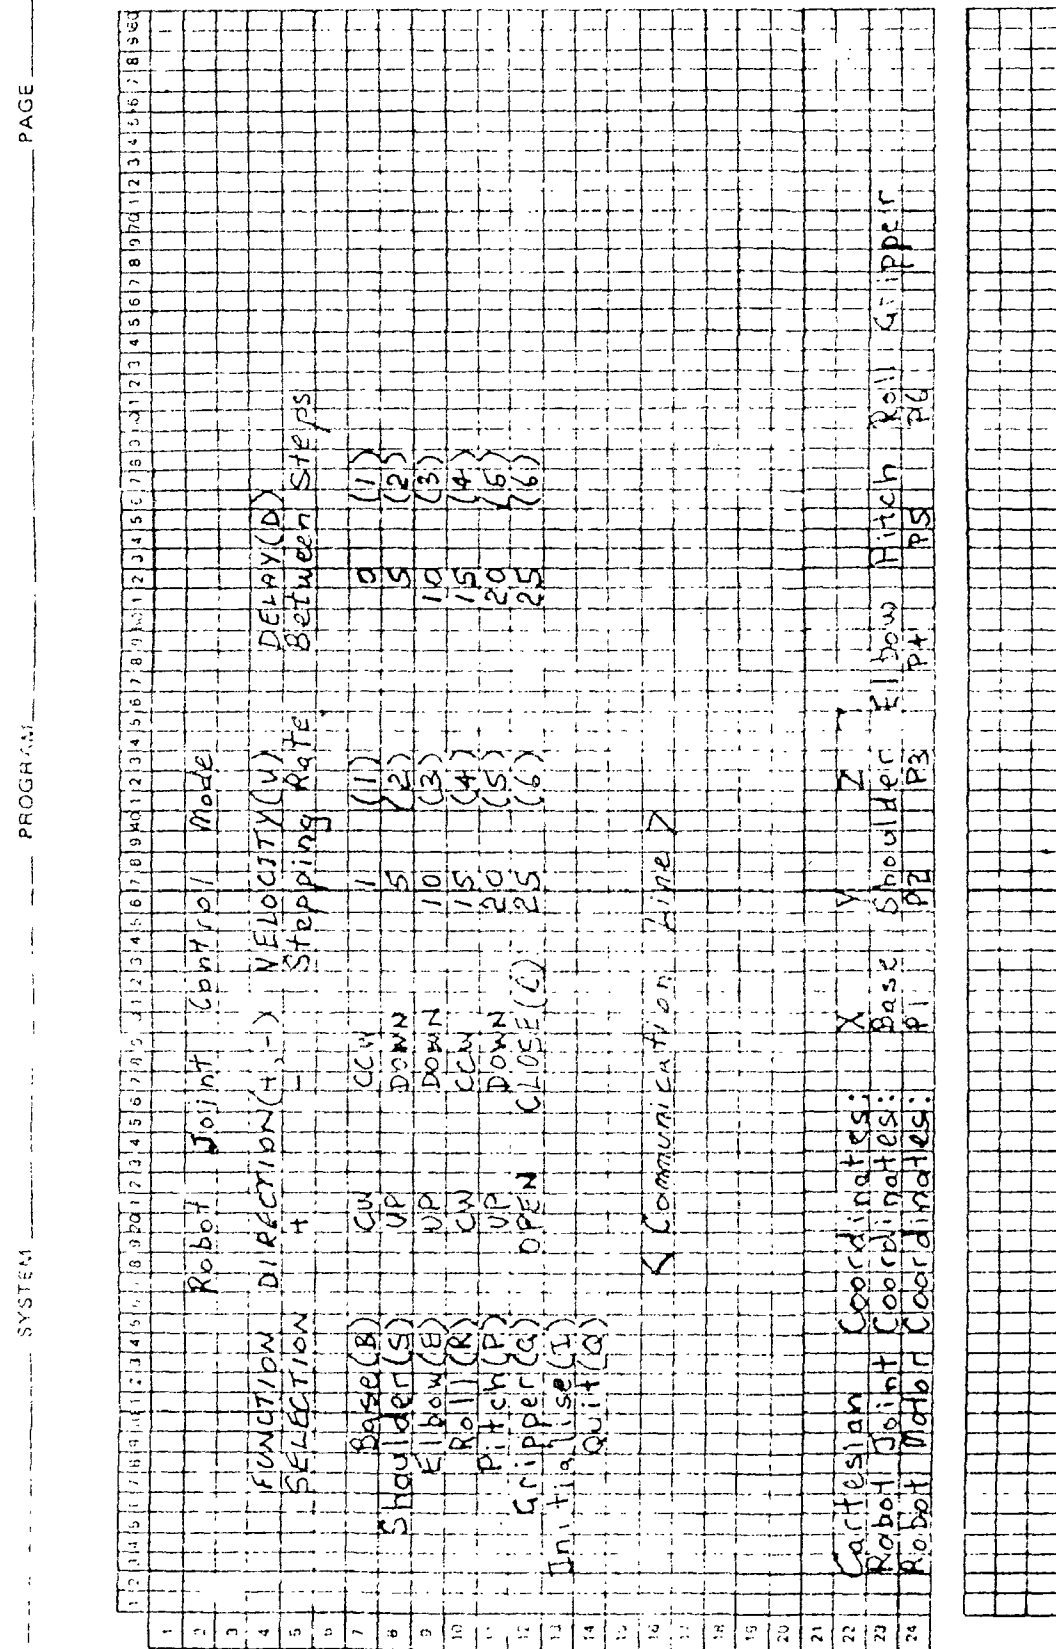 SYSTEM PROGRAM PAGE
Robot Joint Control Mode
FUNCTION DIRECTION(+,-) VELOCITY(V) DELAY(D)
SELECTION + - Stepping Rate Between Steps
Base(B) CW CCW 1 (1) 0 (1)
Shoulder(S) UP DOWN 5 (2) 5 (2)
Elbow(E) UP DOWN 10 (3) 10 (3)
Roll(R) CW CCW 15 (4) 15 (4)
Pitch(P) UP DOWN 20 (5) 20 (5)
Gripper(G) OPEN CLOSE(C) 25 (6) 25 (6)
Initialise(I)
Quit(Q)
< Communication Line >
Cartesian Coordinates: X Y Z
Robot Joint Coordinates: Base Shoulder Elbow Pitch Roll Gripper
Robot Motor Coordinates: P1 P2 P3 P4 P5 P6